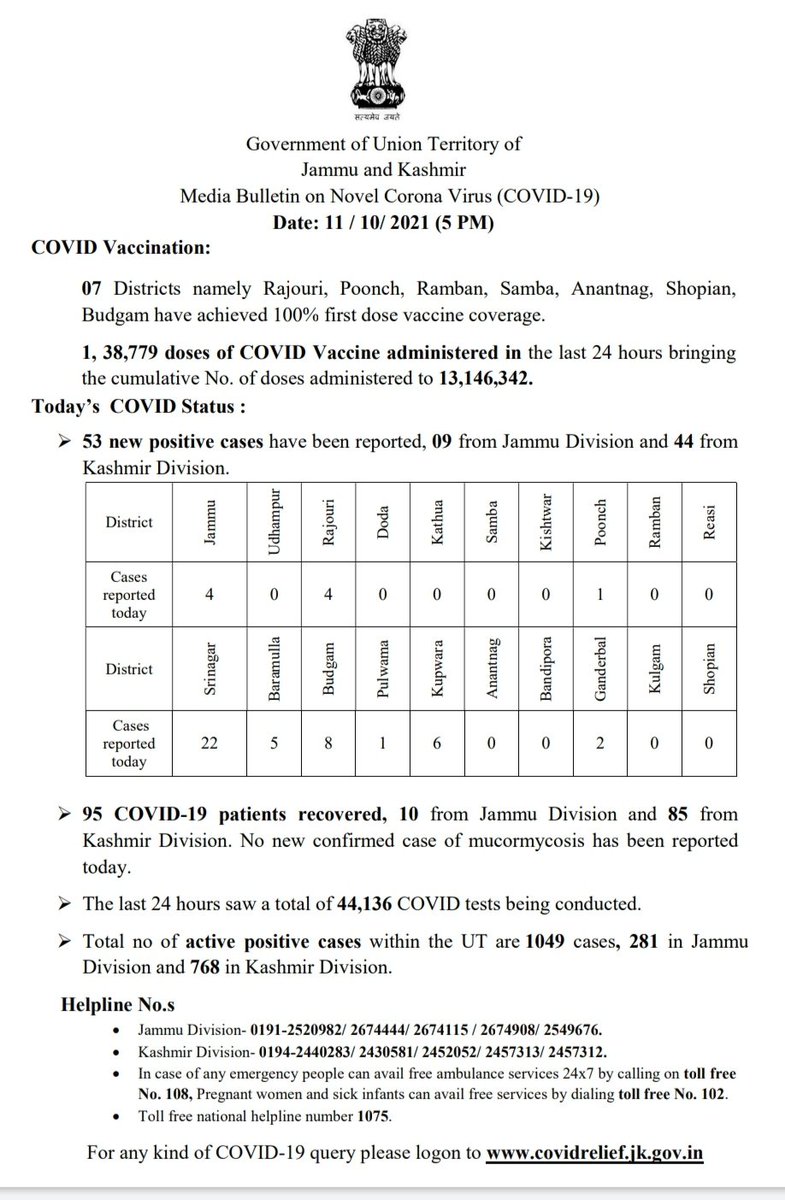 सत्यमेव जयते
Government of Union Territory of
Jammu and Kashmir
Media Bulletin on Novel Corona Virus (COVID-19)
Date: 11 / 10/ 2021 (5 PM)
COVID Vaccination:
07 Districts namely Rajouri, Poonch, Ramban, Samba, Anantnag, Shopian,
Budgam have achieved 100% first dose vaccine coverage.
1, 38,779 doses of COVID Vaccine administered in the last 24 hours bringing
the cumulative No. of doses administered to 13,146,342.
Today's COVID Status :
➢ 53 new positive cases have been reported, 09 from Jammu Division and 44 from
Kashmir Division.
District Jammu Udhampur Rajouri Doda Kathua Samba Kishtwar Poonch Ramban Reasi
Cases
reported
today
4 0 4 0 0 0 0 1 0 0
District Srinagar Baramulla Budgam Pulwama Kupwara Anantnag Bandipora Ganderbal Kulgam Shopian
Cases
reported
today
22 5 8 1 6 0 0 2 0 0
➢ 95 COVID-19 patients recovered, 10 from Jammu Division and 85 from
Kashmir Division. No new confirmed case of mucormycosis has been reported
today.
➢ The last 24 hours saw a total of 44,136 COVID tests being conducted.
➢ Total no of active positive cases within the UT are 1049 cases, 281 in Jammu
Division and 768 in Kashmir Division.
Helpline No.s
• Jammu Division- 0191-2520982/ 2674444/ 2674115 / 2674908/ 2549676.
• Kashmir Division- 0194-2440283/ 2430581/ 2452052/ 2457313/ 2457312.
• In case of any emergency people can avail free ambulance services 24x7 by calling on toll free
No. 108, Pregnant women and sick infants can avail free services by dialing toll free No. 102.
• Toll free national helpline number 1075.
For any kind of COVID-19 query please logon to www.covidrelief.jk.gov.in